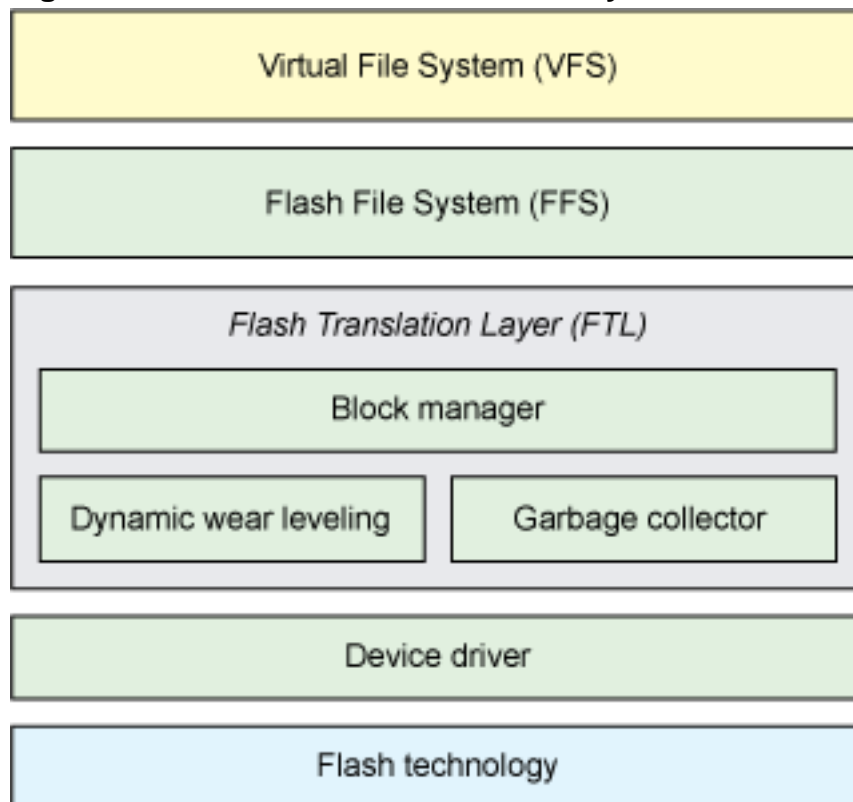 Virtual File System (VFS)
Flash File System (FFS)
Flash Translation Layer (FTL)
Block manager
Dynamic wear leveling
Garbage collector
Device driver
Flash technology